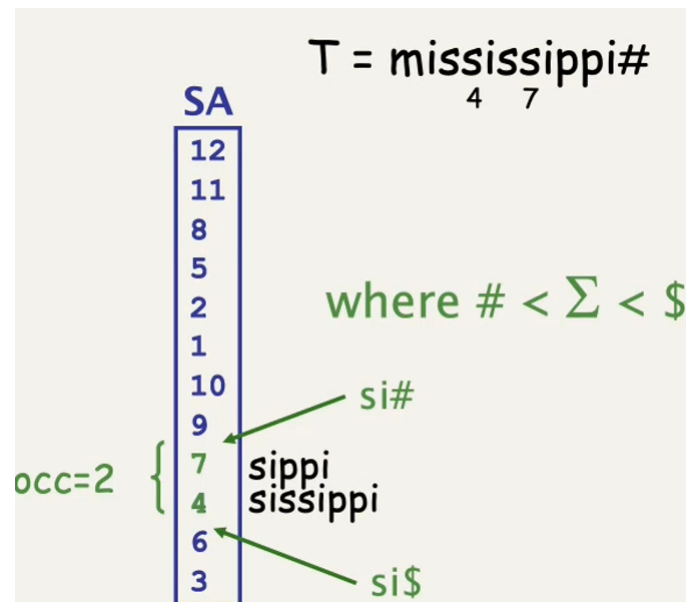 T = mississippi#
4 7
SA
12
11
8
5
2
where # < Σ < $
1
10
si#
9
7 sippi
occ=2
4 sissippi
6
3
si$